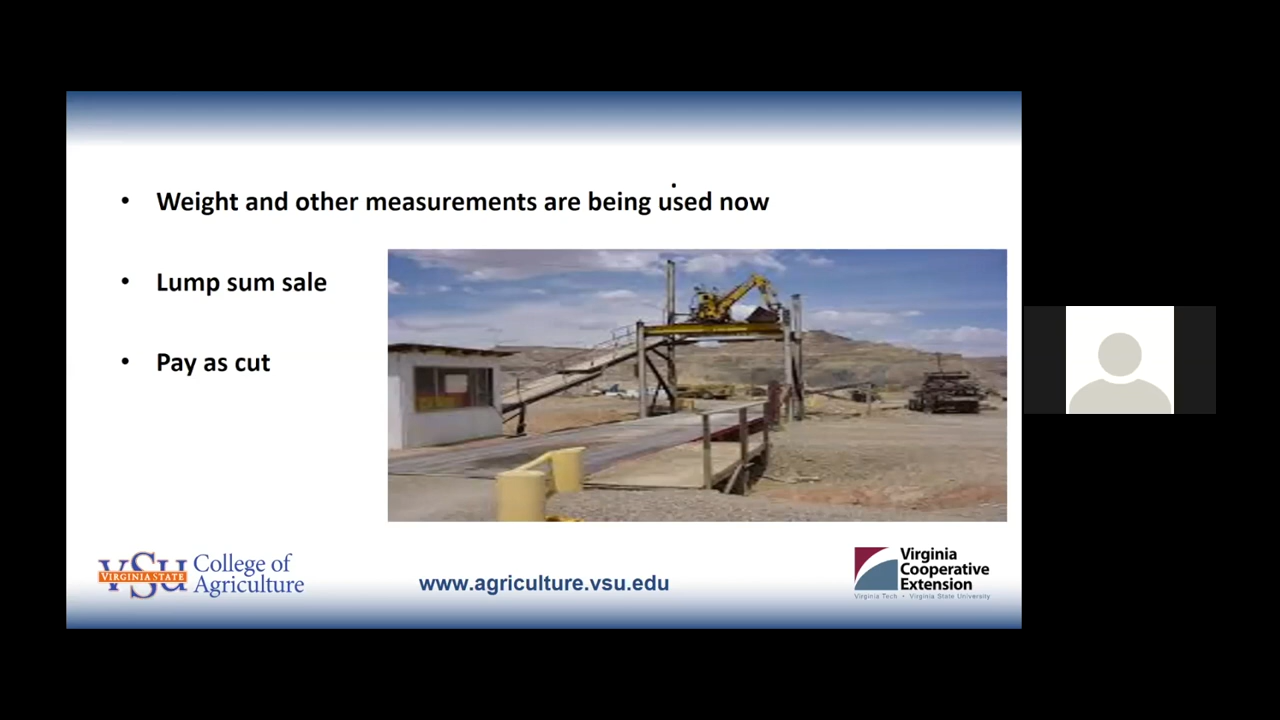 • Weight and other measurements are being used now
• Lump sum sale
• Pay as cut
VSU
VIRGINIA STATE
College of
Agriculture
www.agriculture.vsu.edu
Virginia
Cooperative
Extension
Virginia Tech • Virginia State University